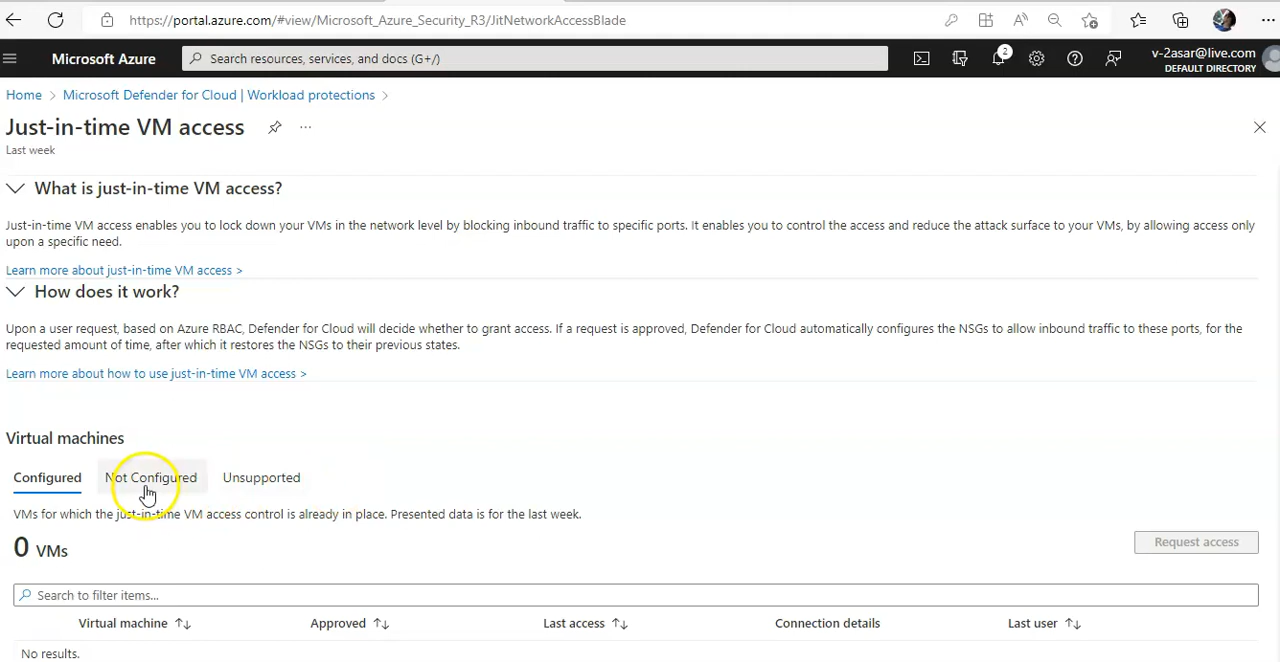 https://portal.azure.com/#view/Microsoft_Azure_Security_R3/JitNetworkAccessBlade
Microsoft Azure
Search resources, services, and docs (G+/)
2
v-2asar@live.com
DEFAULT DIRECTORY
Home > Microsoft Defender for Cloud | Workload protections >
Just-in-time VM access
Last week
What is just-in-time VM access?
Just-in-time VM access enables you to lock down your VMs in the network level by blocking inbound traffic to specific ports. It enables you to control the access and reduce the attack surface to your VMs, by allowing access only
upon a specific need.
Learn more about just-in-time VM access >
How does it work?
Upon a user request, based on Azure RBAC, Defender for Cloud will decide whether to grant access. If a request is approved, Defender for Cloud automatically configures the NSGs to allow inbound traffic to these ports, for the
requested amount of time, after which it restores the NSGs to their previous states.
Learn more about how to use just-in-time VM access >
Virtual machines
Configured Not Configured Unsupported
VMs for which the just-in-time VM access control is already in place. Presented data is for the last week.
0 VMs
Request access
Search to filter items...
Virtual machine Approved Last access Connection details Last user
No results.